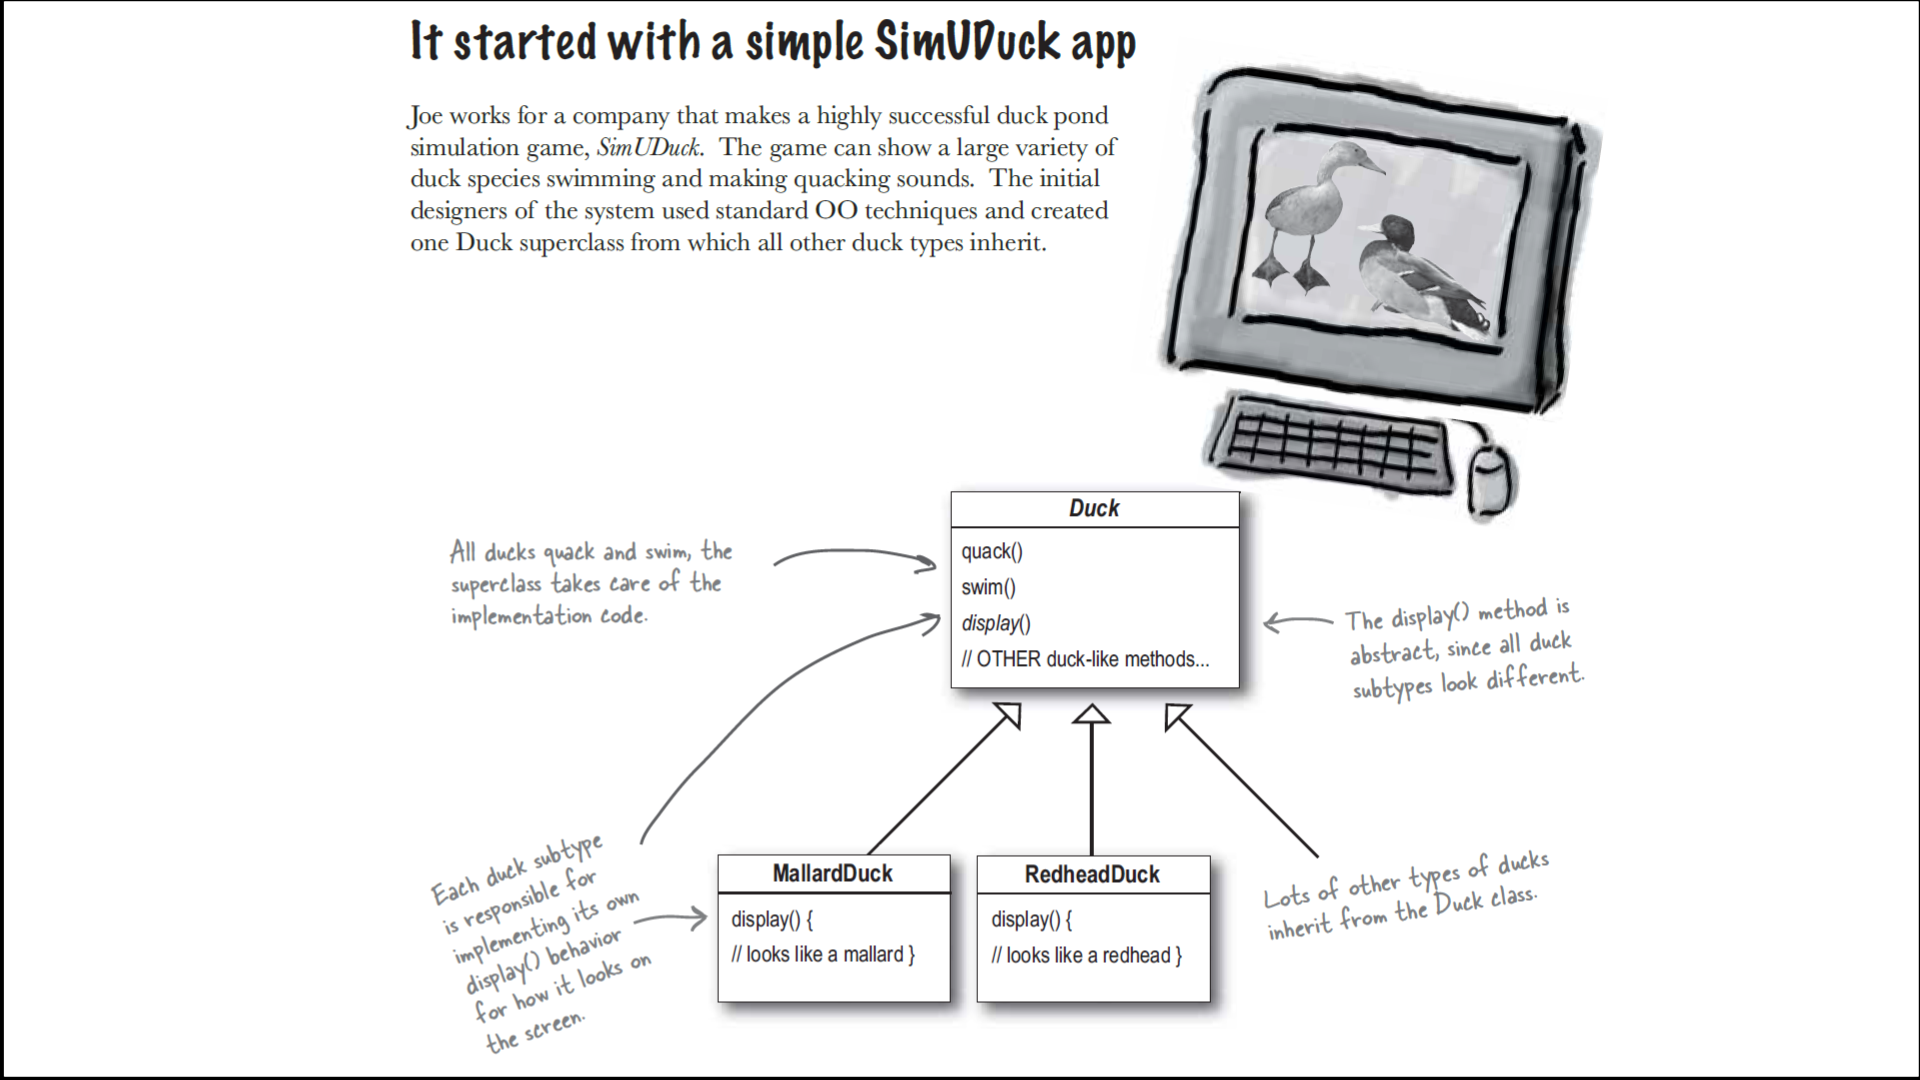 It started with a simple SimUDuck app
Joe works for a company that makes a highly successful duck pond
simulation game, SimUDuck. The game can show a large variety of
duck species swimming and making quacking sounds. The initial
designers of the system used standard OO techniques and created
one Duck superclass from which all other duck types inherit.
All ducks quack and swim, the
superclass takes care of the
implementation code.
Duck
quack()
swim()
display()
// OTHER duck-like methods...
The display() method is
abstract, since all duck
subtypes look different.
Each duck subtype
is responsible for
implementing its own
display() behavior
for how it looks on
the screen.
MallardDuck
display() {
// looks like a mallard }
RedheadDuck
display() {
// looks like a redhead }
Lots of other types of ducks
inherit from the Duck class.